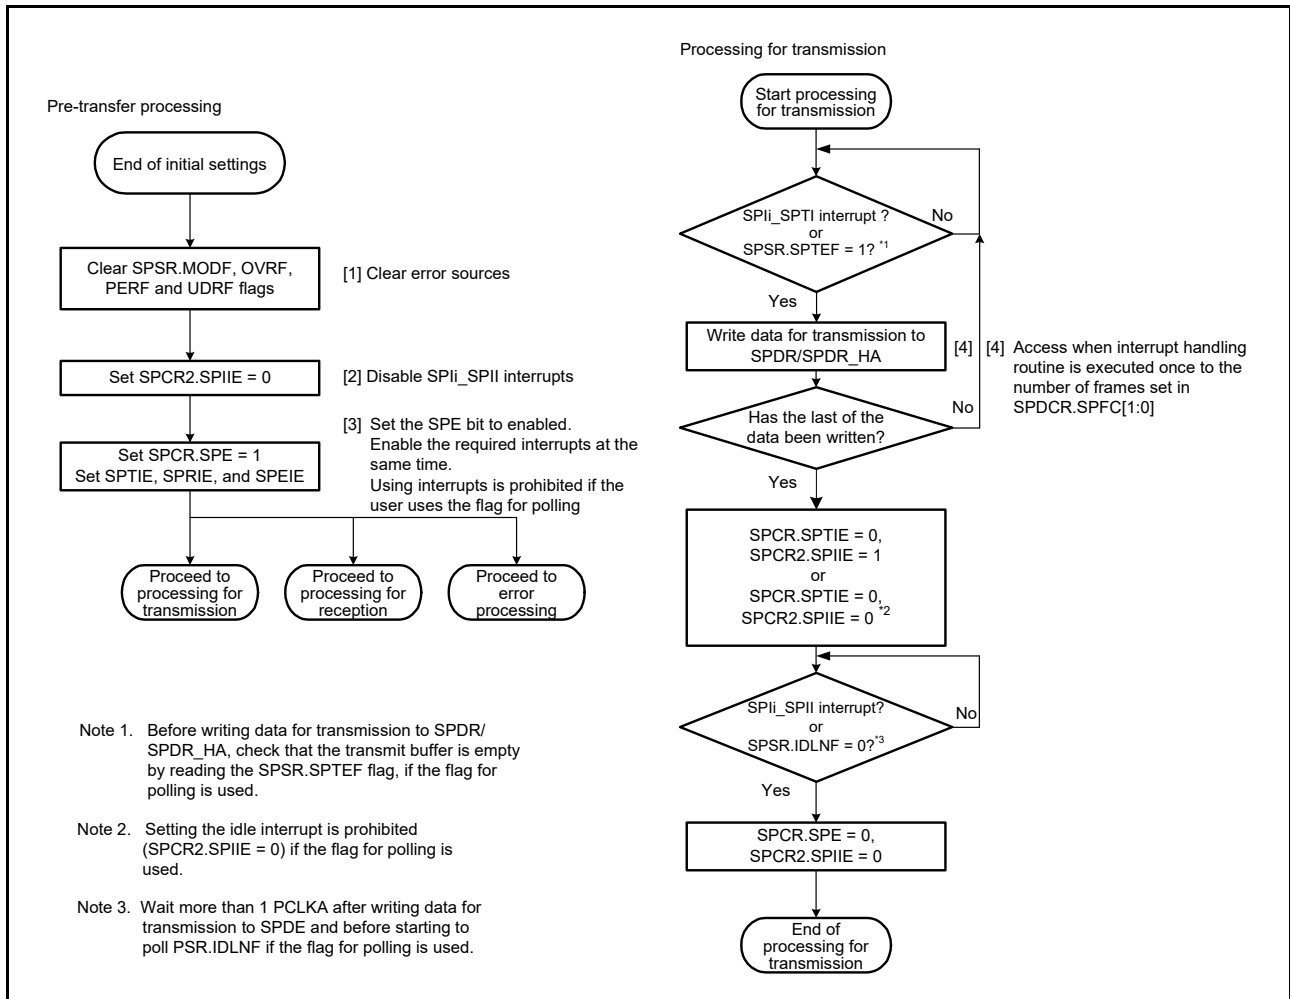 Pre-transfer processing
End of initial settings
Clear SPSR.MODF, OVRF,
PERF and UDRF flags
[1] Clear error sources
Set SPCR2.SPIIE = 0
[2] Disable SPIi_SPII interrupts
Set SPCR.SPE = 1
Set SPTIE, SPRIE, and SPEIE
[3] Set the SPE bit to enabled.
Enable the required interrupts at the
same time.
Using interrupts is prohibited if the
user uses the flag for polling
Proceed to
processing for
transmission
Proceed to
processing for
reception
Proceed to
error
processing
Note 1. Before writing data for transmission to SPDR/
SPDR_HA, check that the transmit buffer is empty
by reading the SPSR.SPTEF flag, if the flag for
polling is used.
Note 2. Setting the idle interrupt is prohibited
(SPCR2.SPIIE = 0) if the flag for polling is
used.
Note 3. Wait more than 1 PCLKA after writing data for
transmission to SPDE and before starting to
poll PSR.IDLNF if the flag for polling is used.
Processing for transmission
Start processing
for transmission
SPIi_SPTI interrupt ?
or
SPSR.SPTEF = 1? *1
No
Yes
Write data for transmission to
SPDR/SPDR_HA
[4]
[4] Access when interrupt handling
routine is executed once to the
number of frames set in
SPDCR.SPFC[1:0]
Has the last of the
data been written?
No
Yes
SPCR.SPTIE = 0,
SPCR2.SPIIE = 1
or
SPCR.SPTIE = 0,
SPCR2.SPIIE = 0 *2
SPIi_SPII interrupt?
or
SPSR.IDLNF = 0?*3
No
Yes
SPCR.SPE = 0,
SPCR2.SPIIE = 0
End of
processing for
transmission